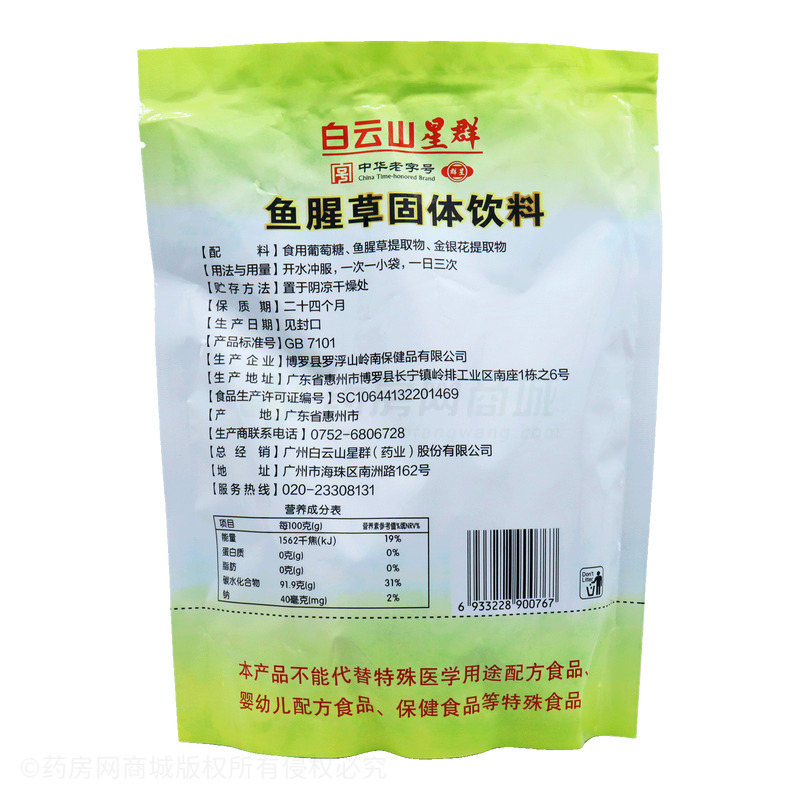 白云山星群
中华老字号
China Time-honored Brand
群星
鱼腥草固体饮料
【配料】食用葡萄糖、鱼腥草提取物、金银花提取物
【用法与用量】开水冲服，一次一小袋，一日三次
【贮存方法】置于阴凉干燥处
【保质期】二十四个月
【生产日期】见封口
【产品标准号】GB 7101
【生产企业】博罗县罗浮山岭南保健品有限公司
【生产地址】广东省惠州市博罗县长宁镇岭排工业区南座1栋之6号
【食品生产许可证编号】SC10644132201469
【产地】广东省惠州市
【生产商联系电话】0752-6806728
【总经销】广州白云山星群（药业）股份有限公司
【地址】广州市海珠区南洲路162号
【服务热线】020-23308131
营养成分表
项目 每100克(g) 营养素参考值%或NRV%
能量 1562千焦(kJ) 19%
蛋白质 0克(g) 0%
脂肪 0克(g) 0%
碳水化合物 91.9克(g) 31%
钠 40毫克(mg) 2%
Don't Litter
6 933228 900767
本产品不能代替特殊医学用途配方食品、
婴幼儿配方食品、保健食品等特殊食品
©药房网商城版权所有侵权必究